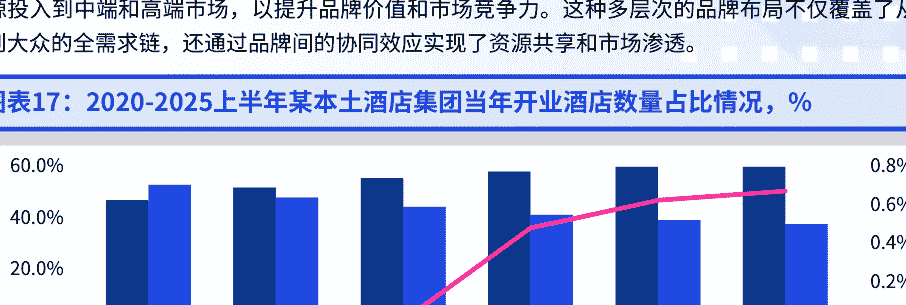 源投入到中端和高端市场，以提升品牌价值和市场竞争力。这种多层次的品牌布局不仅覆盖了从
到大众的全需求链，还通过品牌间的协同效应实现了资源共享和市场渗透。
图表17：2020-2025上半年某本土酒店集团当年开业酒店数量占比情况，%
60.0% 0.8%
40.0% 0.6%
0.4%
20.0% 0.2%